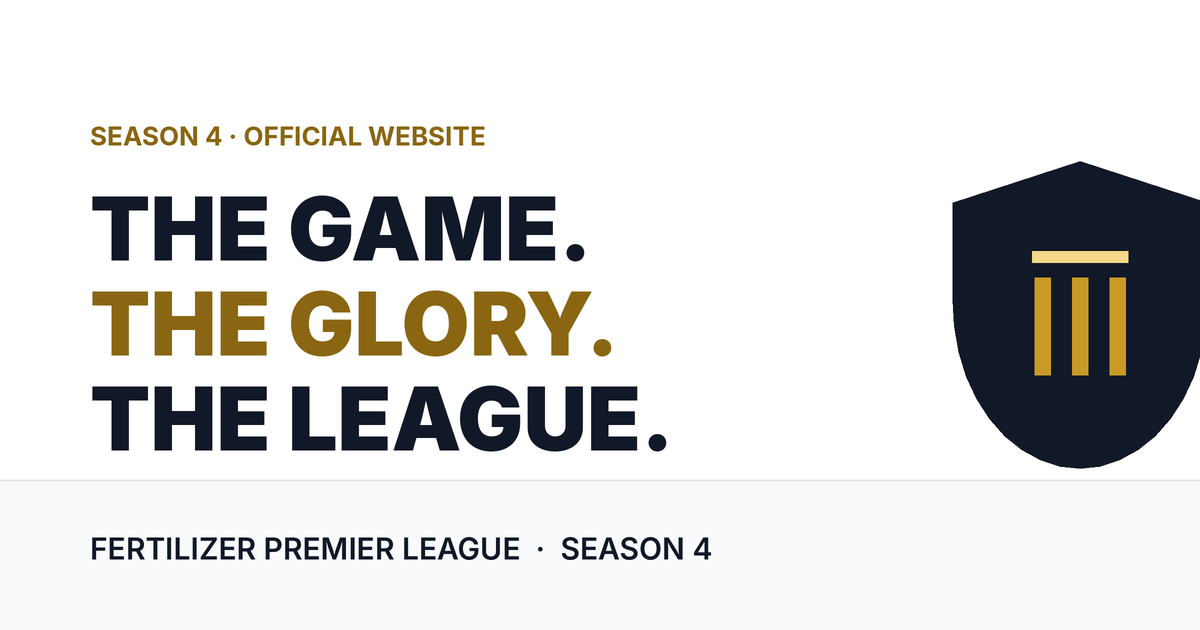 SEASON 4 · OFFICIAL WEBSITE
THE GAME.
THE GLORY.
THE LEAGUE.
FERTILIZER PREMIER LEAGUE · SEASON 4